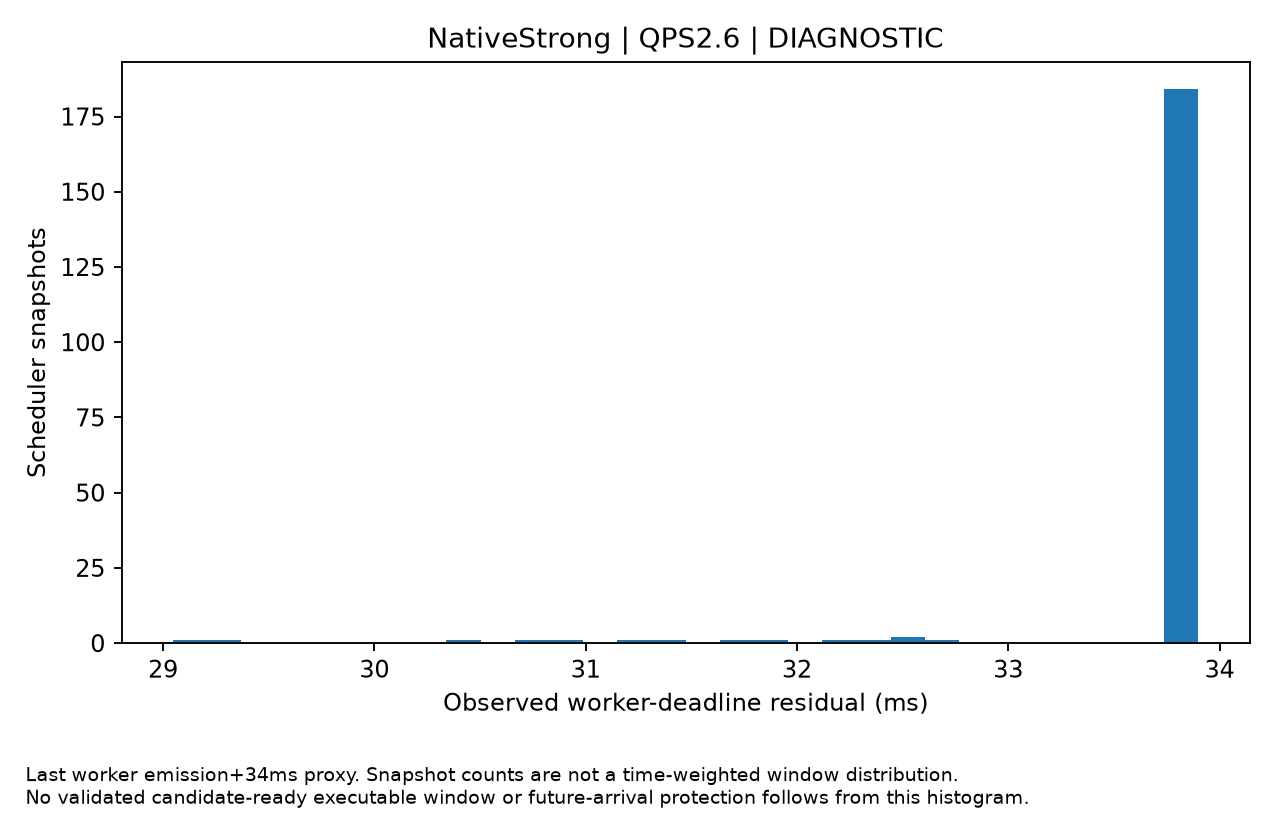 NativeStrong | QPS2.6 | DIAGNOSTIC
175
150
125
100
75
50
25
0
Scheduler snapshots
29 30 31 32 33 34
Observed worker-deadline residual (ms)
Last worker emission+34ms proxy. Snapshot counts are not a time-weighted window distribution.
No validated candidate-ready executable window or future-arrival protection follows from this histogram.